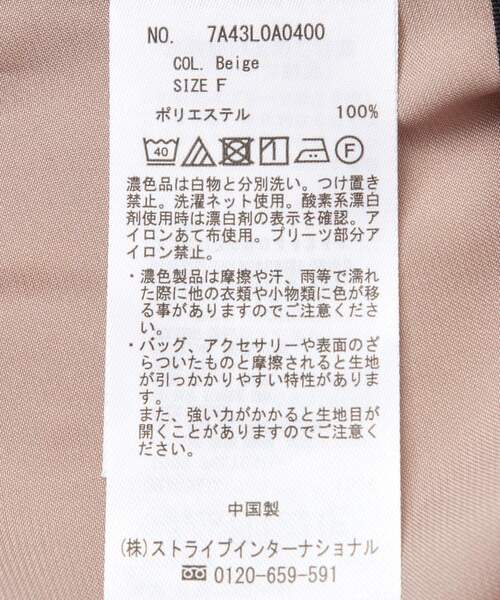 NO. 7A43L0A0400
COL. Beige
SIZE F
ポリエステル 100%
40 F
濃色品は白物と分別洗い。つけ置き
禁止。洗濯ネット使用。酸素系漂白
剤使用時は漂白剤の表示を確認。ア
イロンあて布使用。プリーツ部分ア
イロン禁止。
・濃色製品は摩擦や汗、雨等で濡れ
た際に他の衣類や小物類に色が移
る事がありますのでご注意くださ
い。
・バッグ、アクセサリーや表面のざ
らついたものと摩擦されると生地
が引っかかりやすい特性がありま
す。
また、強い力がかかると生地目が
開くことがありますのでご注意く
ださい。
中国製
(株)ストライプインターナショナル
0120-659-591